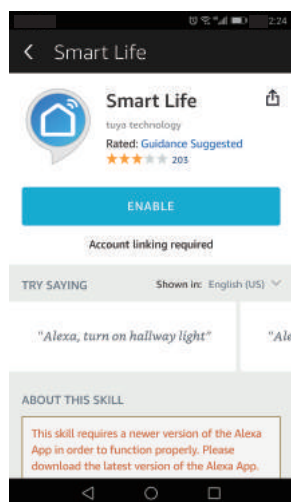 2:24
Smart Life
Smart Life
tuya technology
Rated: Guidance Suggested
203
ENABLE
Account linking required
TRY SAYING Shown in: English (US)
"Alexa, turn on hallway light" "Ale
ABOUT THIS SKILL
This skill requires a newer version of the Alexa
App in order to function properly. Please
download the latest version of the Alexa App.